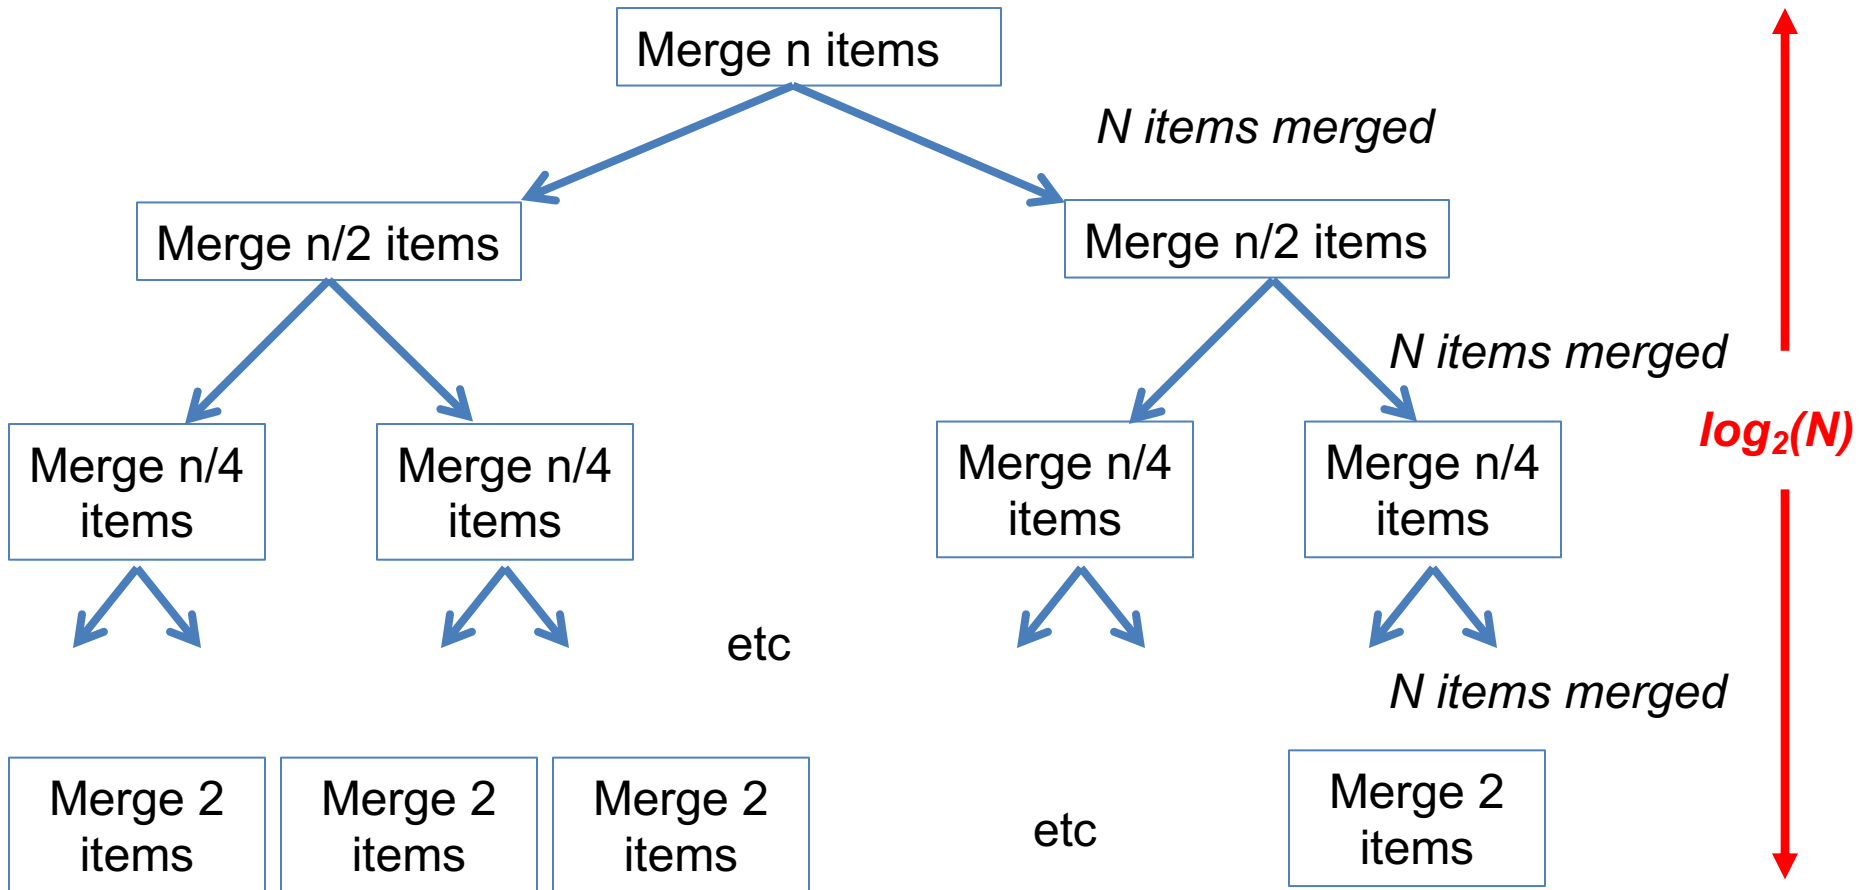 Merge n items
N items merged
Merge n/2 items
Merge n/2 items
N items merged
Merge n/4
items
Merge n/4
items
Merge n/4
items
Merge n/4
items
log₂(N)
etc
N items merged
Merge 2
items
Merge 2
items
Merge 2
items
etc
Merge 2
items